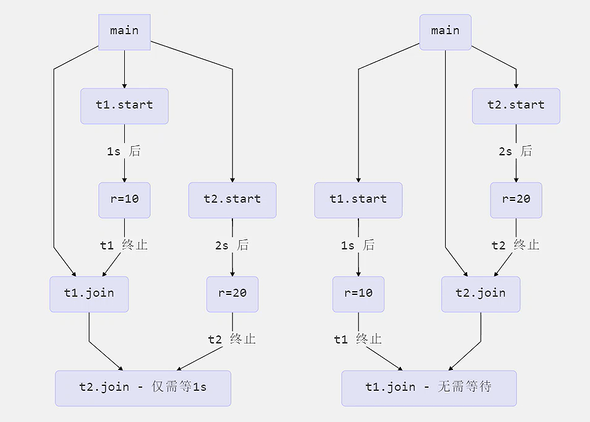 main
t1.start
1s 后
r=10
t2.start
t1 终止
2s 后
t1.join
r=20
t2 终止
t2.join - 仅需等1s
main
t2.start
2s 后
t1.start
r=20
1s 后
t2 终止
r=10
t2.join
t1 终止
t1.join - 无需等待